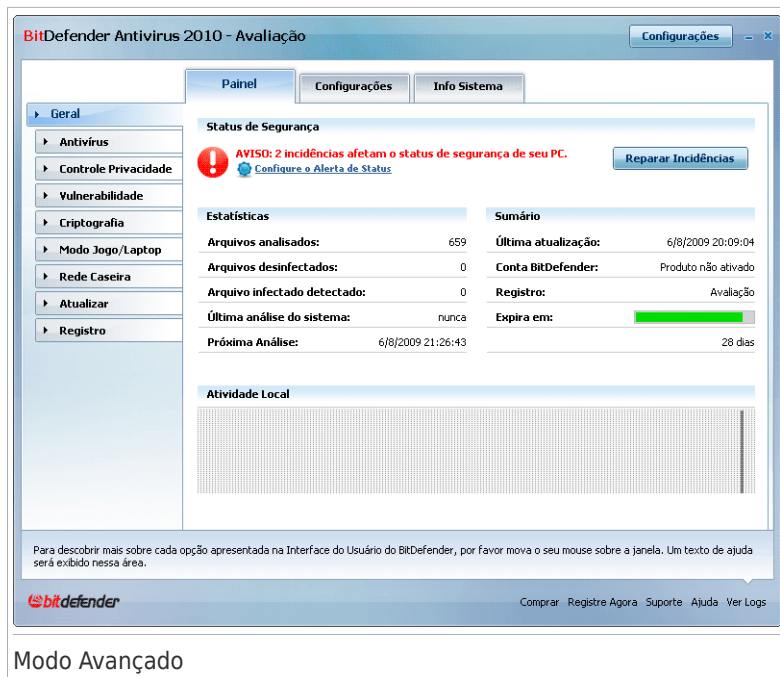 BitDefender Antivirus 2010 - Avaliação
Configurações
Painel
Configurações
Info Sistema
Geral
Antivírus
Controle Privacidade
Vulnerabilidade
Criptografia
Modo Jogo/Laptop
Rede Caseira
Atualizar
Registro
Status de Segurança
AVISO: 2 incidências afetam o status de segurança de seu PC.
Configure o Alerta de Status
Reparar Incidências
Estatísticas
Arquivos analisados: 659
Arquivos desinfectados: 0
Arquivo infectado detectado: 0
Última análise do sistema: nunca
Próxima Análise: 6/8/2009 21:26:43
Sumário
Última atualização: 6/8/2009 20:09:04
Conta BitDefender: Produto não ativado
Registro: Avaliação
Expira em:
28 dias
Atividade Local
Para descobrir mais sobre cada opção apresentada na Interface do Usuário do BitDefender, por favor mova o seu mouse sobre a janela. Um texto de ajuda
será exibido nessa área.
bitdefender
Comprar Registre Agora Suporte Ajuda Ver Logs
Modo Avançado